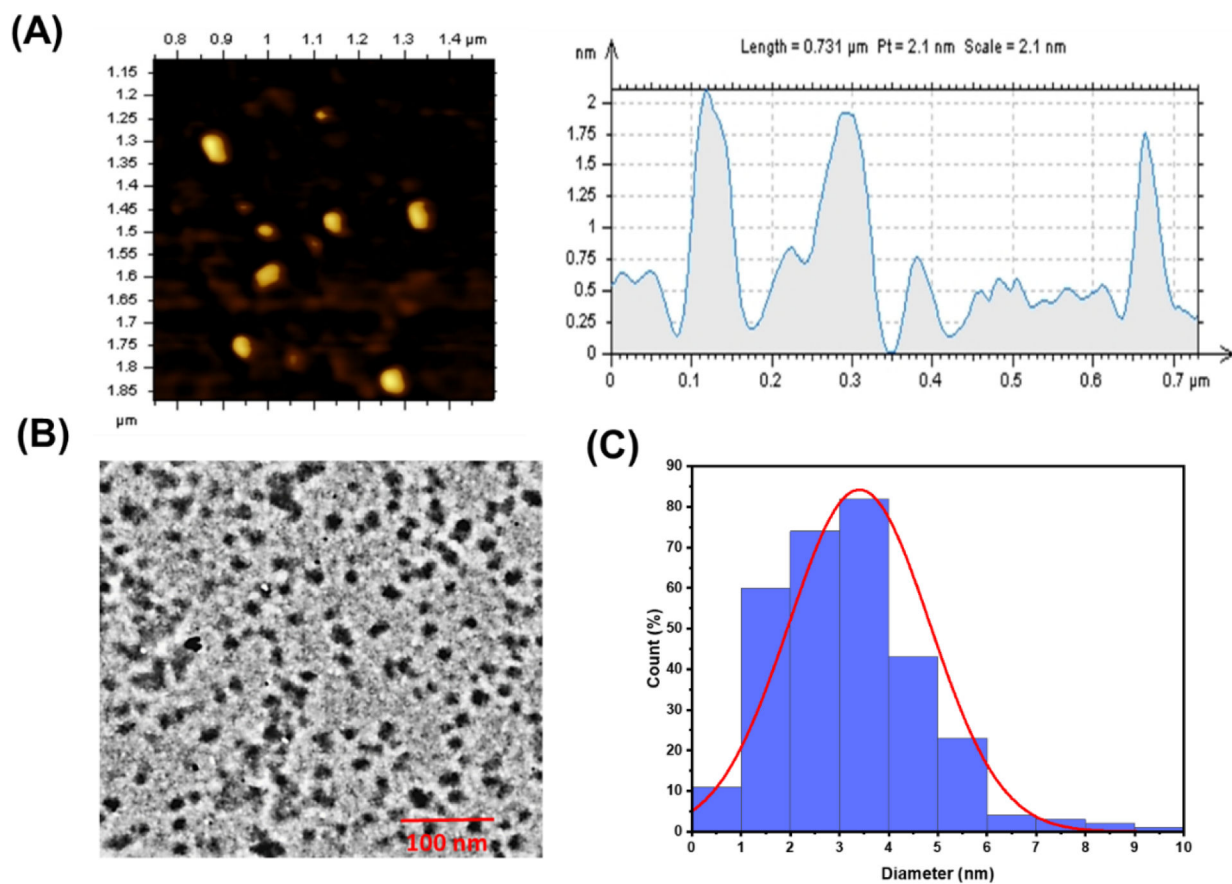 (A)
0.8 0.9 1 1.1 1.2 1.3 1.4 µm
1.15
1.2
1.25
1.3
1.35
1.4
1.45
1.5
1.55
1.6
1.65
1.7
1.75
1.8
1.85
µm
Length = 0.731 µm Pt = 2.1 nm Scale = 2.1 nm
nm
2
1.75
1.5
1.25
1
0.75
0.5
0.25
0
0 0.1 0.2 0.3 0.4 0.5 0.6 0.7 µm
(B)
100 nm
(C)
90
80
70
60
50
40
30
20
10
0
Count (%)
0 1 2 3 4 5 6 7 8 9 10
Diameter (nm)